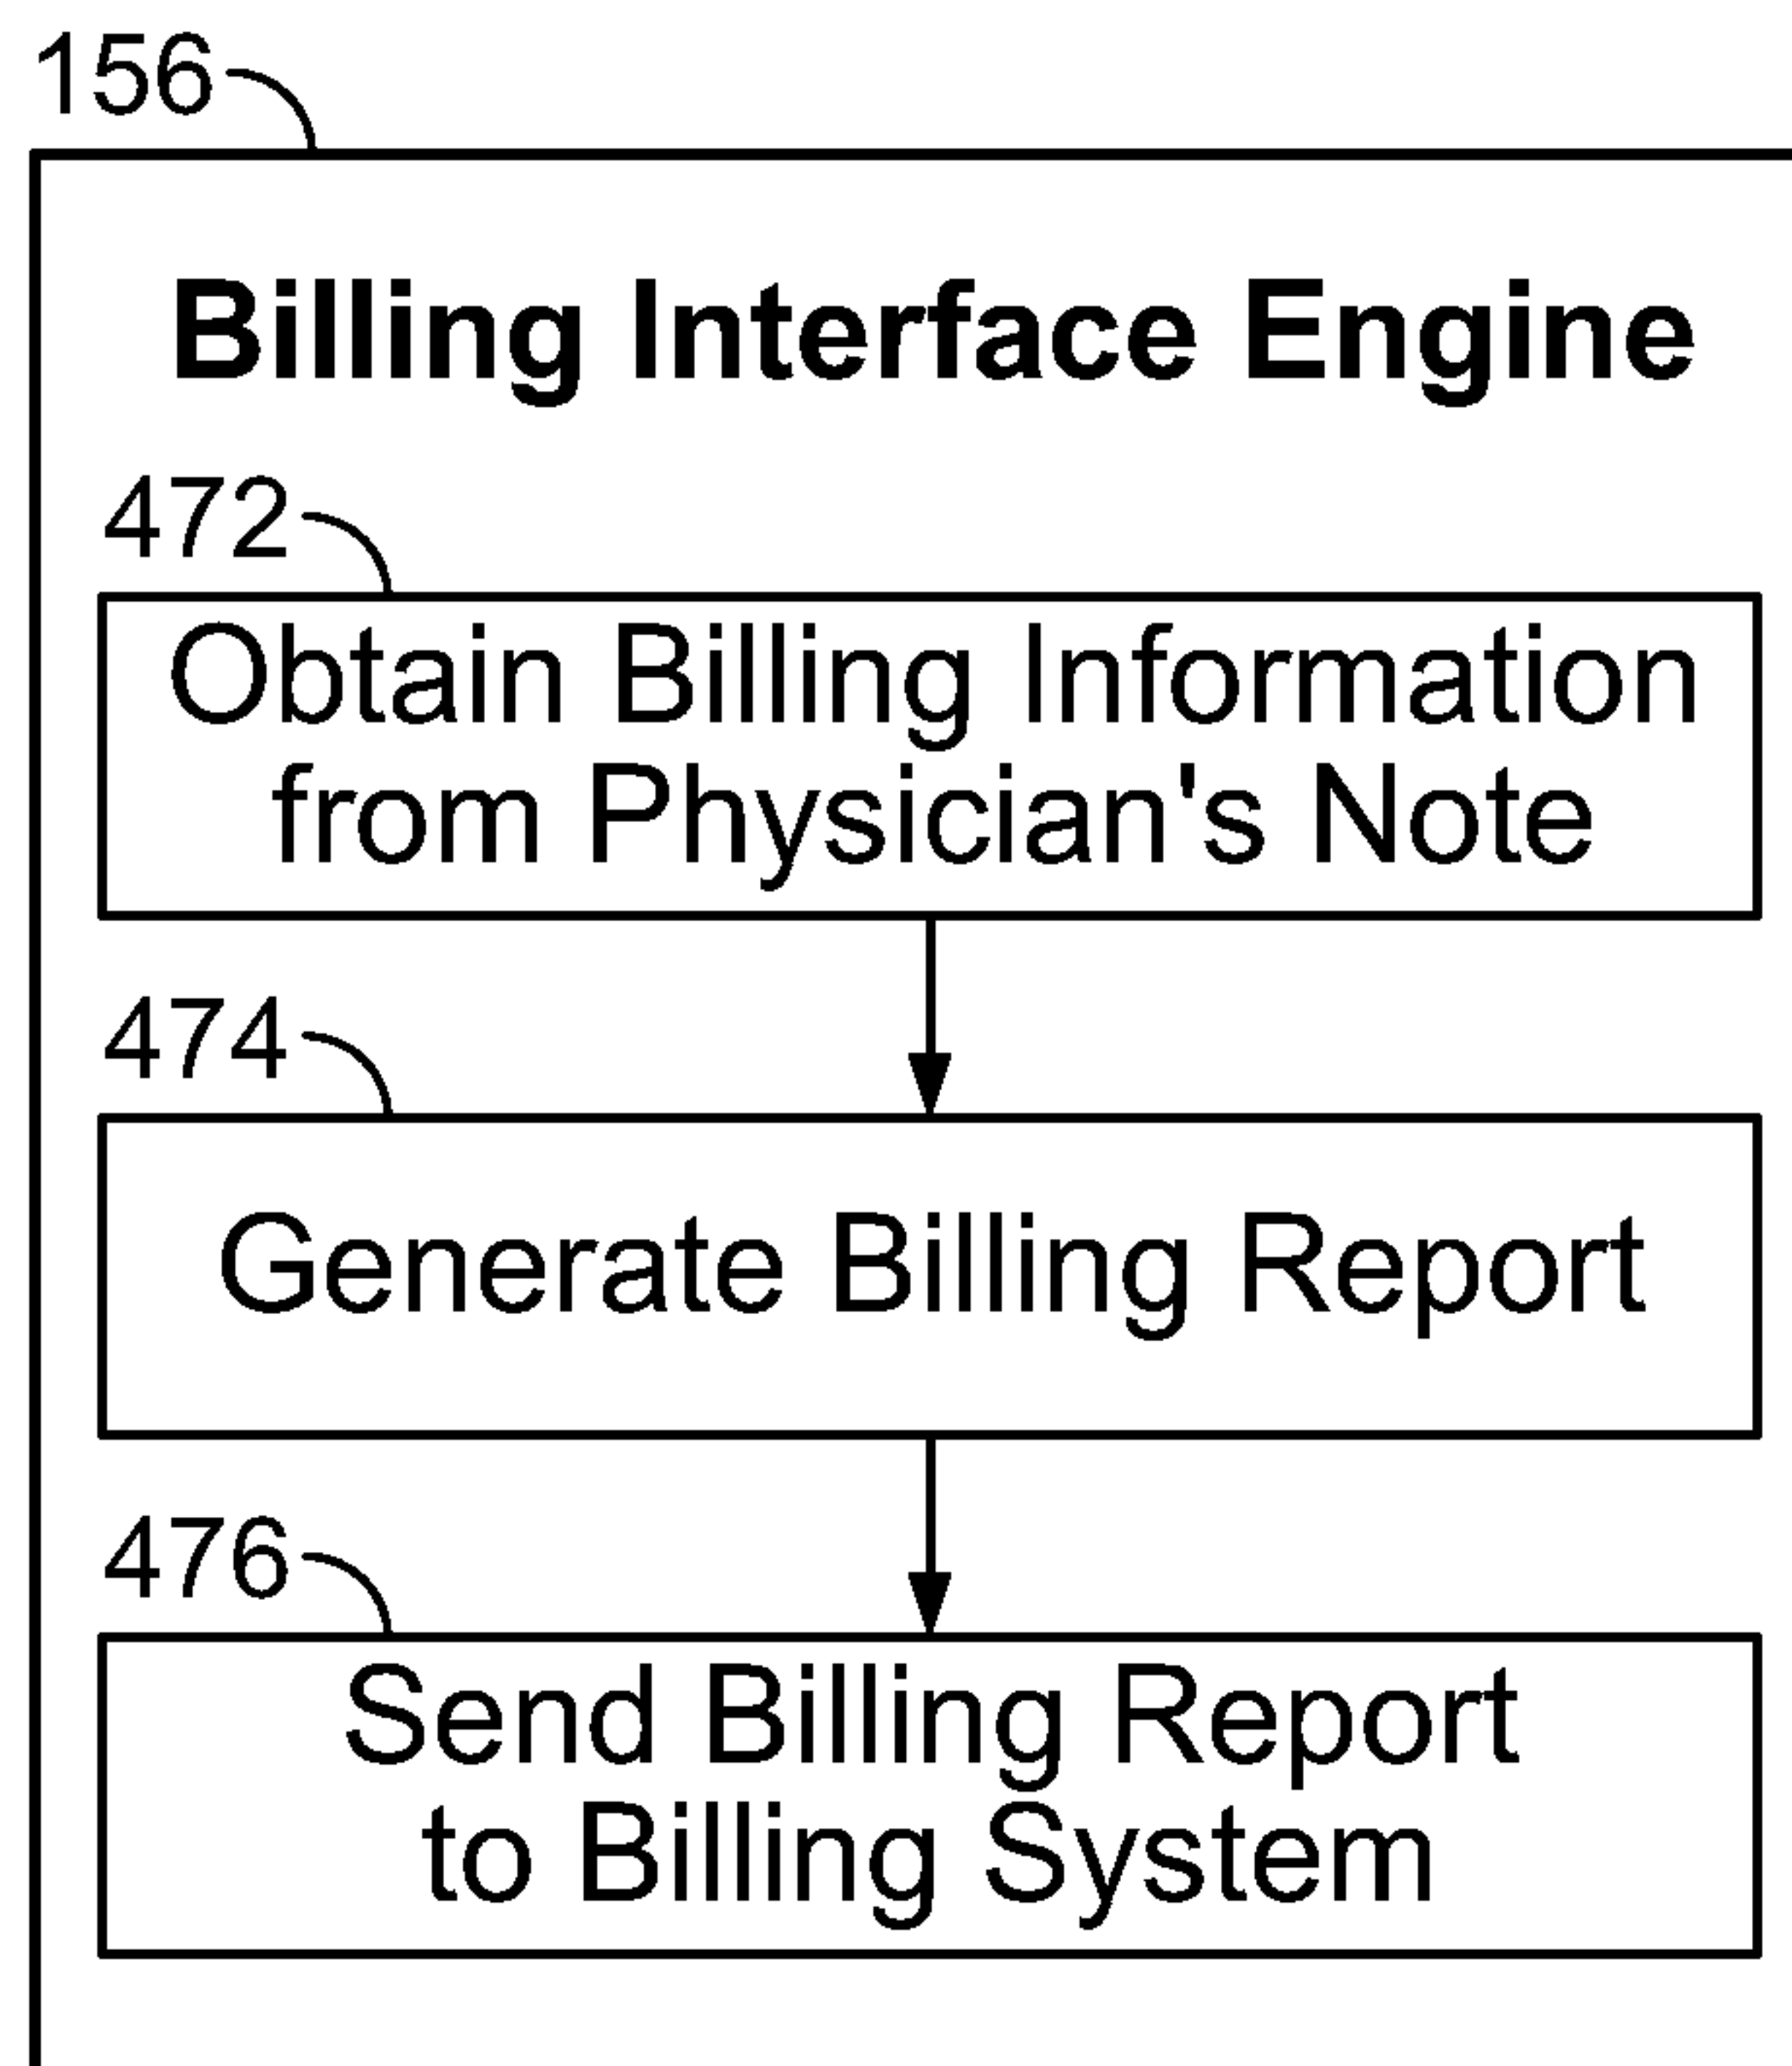 156
Billing Interface Engine
472
Obtain Billing Information
from Physician's Note
474
Generate Billing Report
476
Send Billing Report
to Billing System